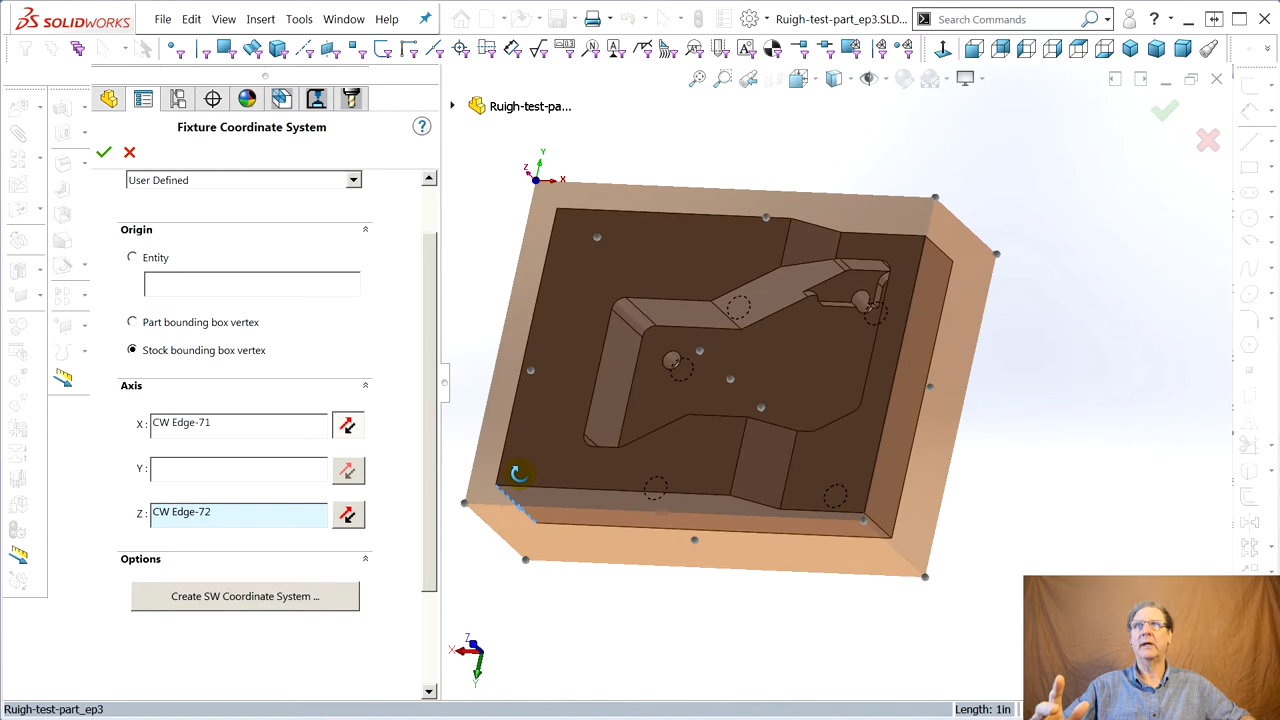 SOLIDWORKS
File Edit View Insert Tools Window Help
Ruigh-test-part_ep3.SLD...
Search Commands
Fixture Coordinate System
User Defined
Origin
Entity
Part bounding box vertex
Stock bounding box vertex
Axis
X: CW Edge-71
Y:
Z: CW Edge-72
Options
Create SW Coordinate System ...
Ruigh-test-pa...
Y
Z
X
Z
X
Y
Ruigh-test-part_ep3
Length: 1in